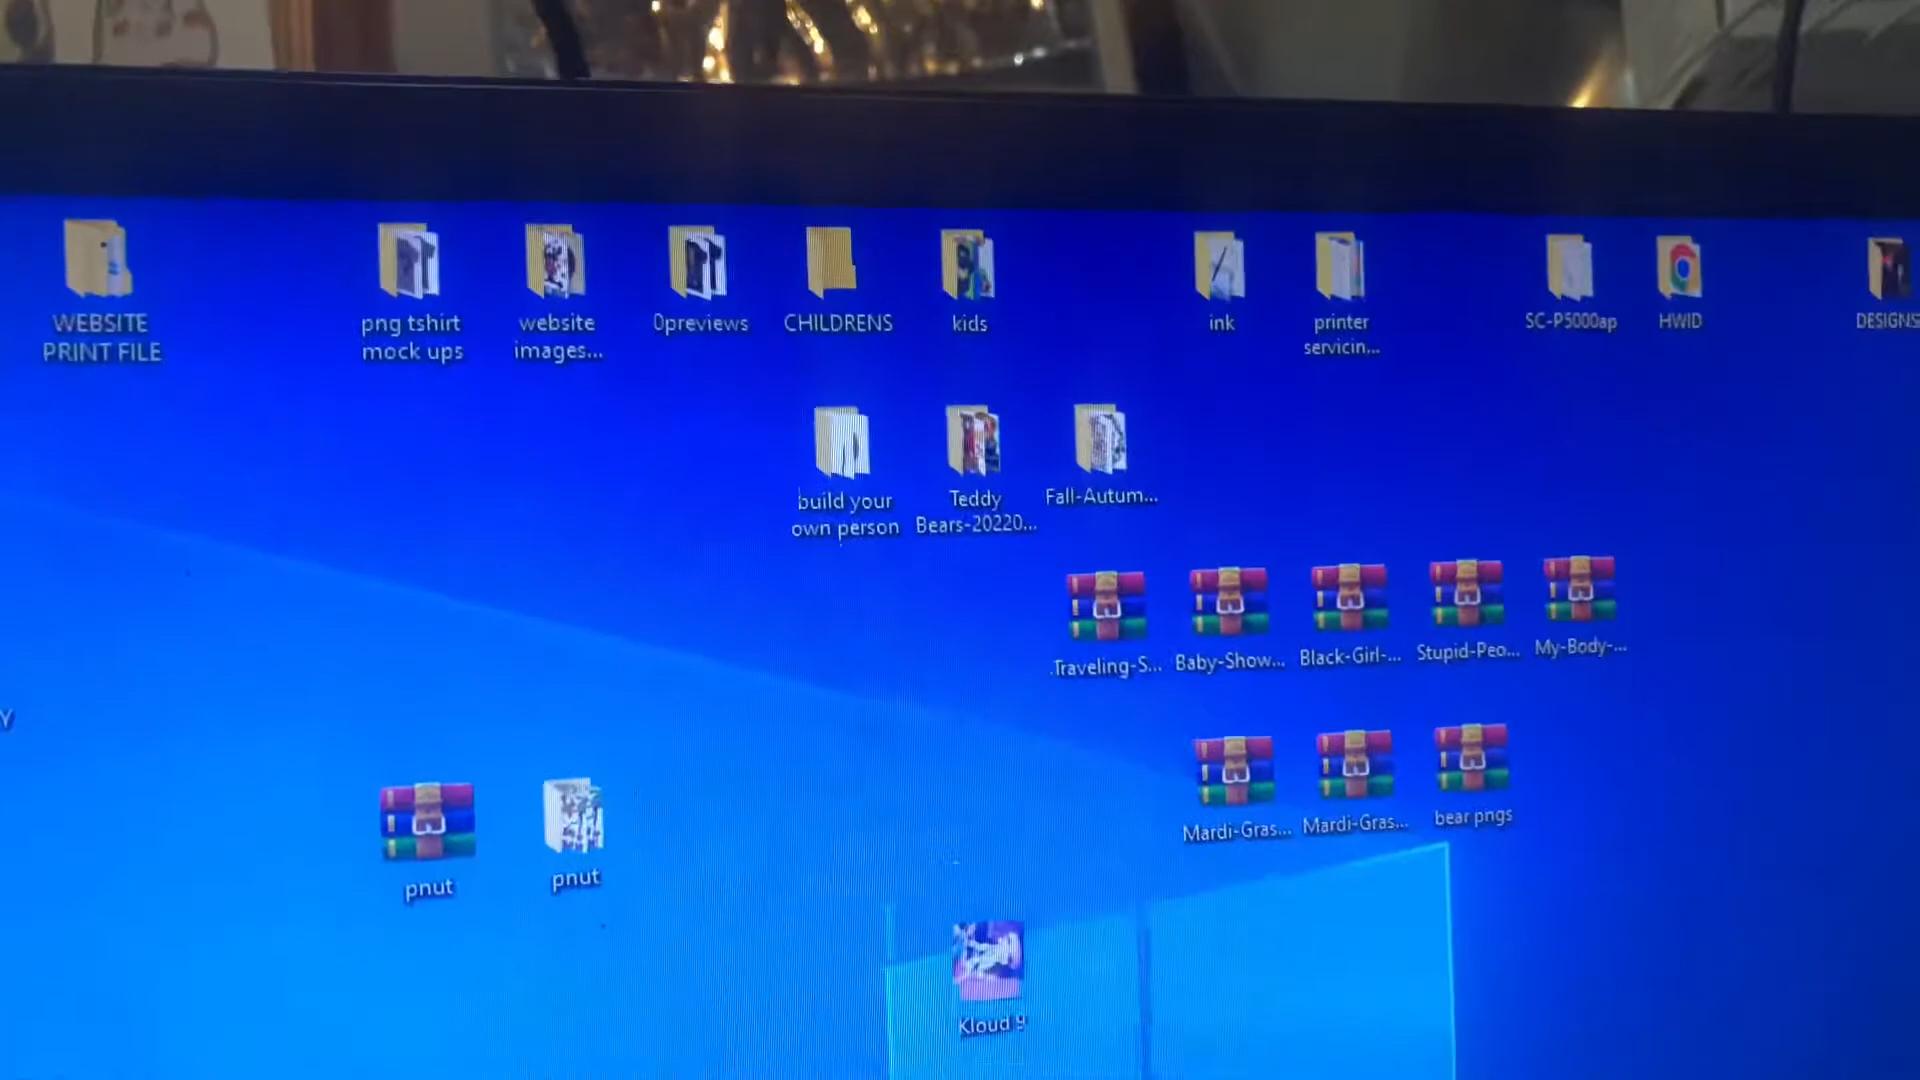 WEBSITE
PRINT FILE
png tshirt
mock ups
website
images...
0previews
CHILDRENS
kids
ink
printer
servicin...
SC-P5000ap
HWID
DESIGNS
build your
own person
Teddy
Bears-20220...
Fall-Autum...
Traveling-S...
Baby-Show...
Black-Girl-...
Stupid-Peo...
My-Body-...
Y
Mardi-Gras...
Mardi-Gras...
bear pngs
pnut
pnut
Kloud 9